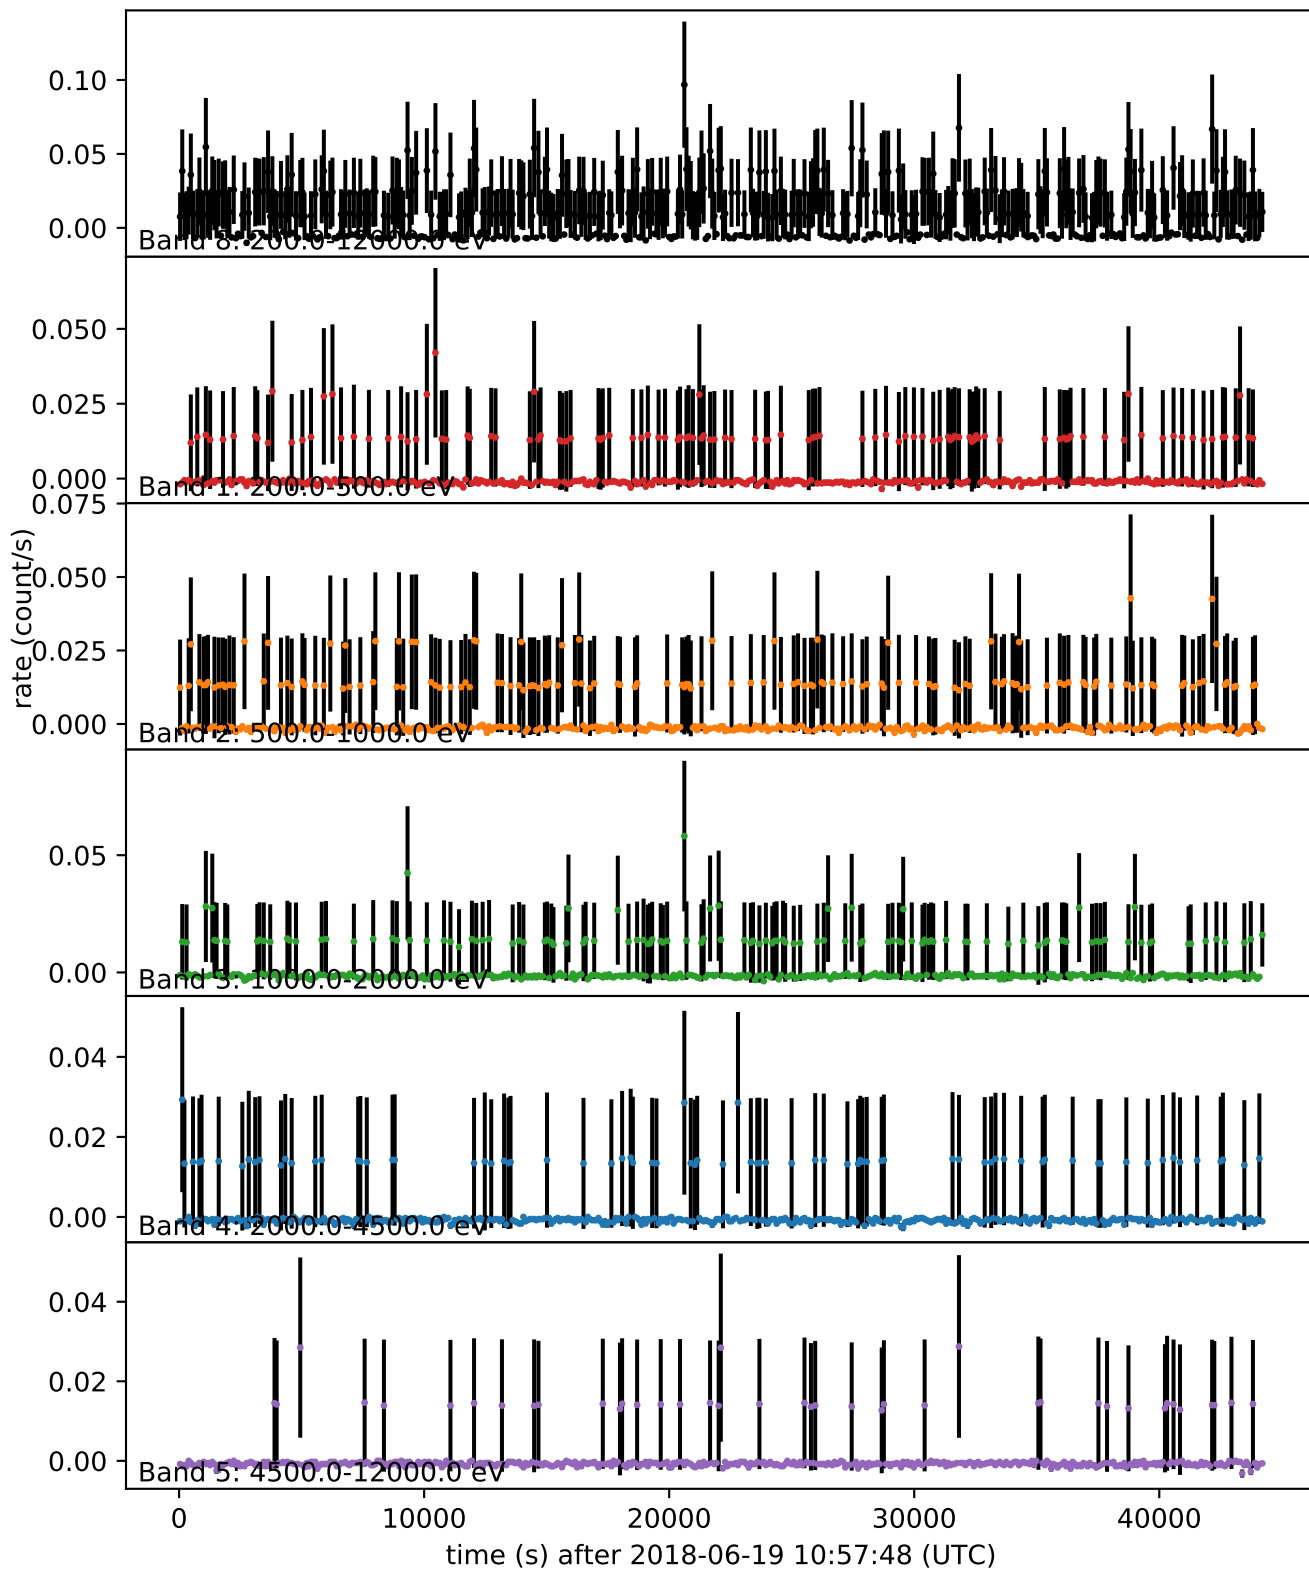 0.10
0.05
0.00
Band 8: 200.0-12000.0 eV
0.050
0.025
0.000
Band 1: 200.0-500.0 eV
0.075
0.050
0.025
0.000
Band 2: 500.0-1000.0 eV
rate (count/s)
0.05
0.00
Band 3: 1000.0-2000.0 eV
0.04
0.02
0.00
Band 4: 2000.0-4500.0 eV
0.04
0.02
0.00
Band 5: 4500.0-12000.0 eV
0 10000 20000 30000 40000
time (s) after 2018-06-19 10:57:48 (UTC)